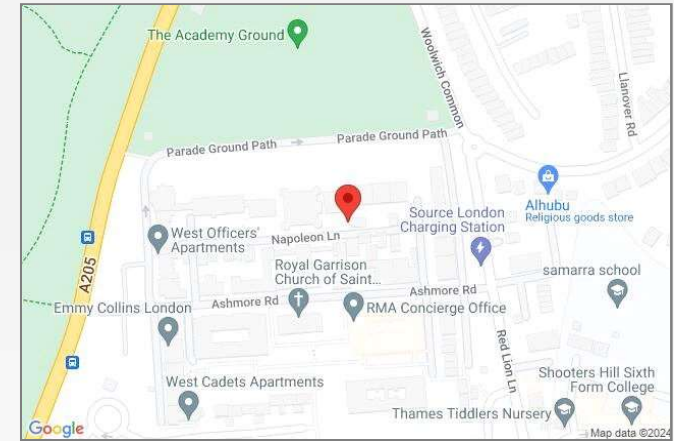 The Academy Ground
Woolwich Common
Llanover Rd
Parade Ground Path
Parade Ground Path
Alhubu
Religious goods store
Source London
Charging Station
West Officers'
Apartments
Napoleon Ln
A205
Royal Garrison
Church of Saint...
samarra school
Ashmore Rd
Ashmore Rd
Emmy Collins London
RMA Concierge Office
Red Lion Ln
West Cadets Apartments
Shooters Hill Sixth
Form College
Thames Tiddlers Nursery
Google
Map data ©2024